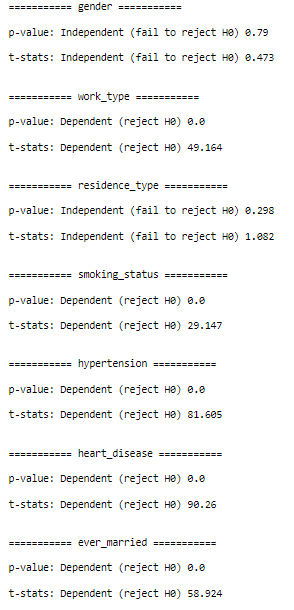 =========== gender ===========
p-value: Independent (fail to reject H0) 0.79
t-stats: Independent (fail to reject H0) 0.473
=========== work_type ===========
p-value: Dependent (reject H0) 0.0
t-stats: Dependent (reject H0) 49.164
=========== residence_type ===========
p-value: Independent (fail to reject H0) 0.298
t-stats: Independent (fail to reject H0) 1.082
=========== smoking_status ===========
p-value: Dependent (reject H0) 0.0
t-stats: Dependent (reject H0) 29.147
=========== hypertension ===========
p-value: Dependent (reject H0) 0.0
t-stats: Dependent (reject H0) 81.605
=========== heart_disease ===========
p-value: Dependent (reject H0) 0.0
t-stats: Dependent (reject H0) 90.26
=========== ever_married ===========
p-value: Dependent (reject H0) 0.0
t-stats: Dependent (reject H0) 58.924